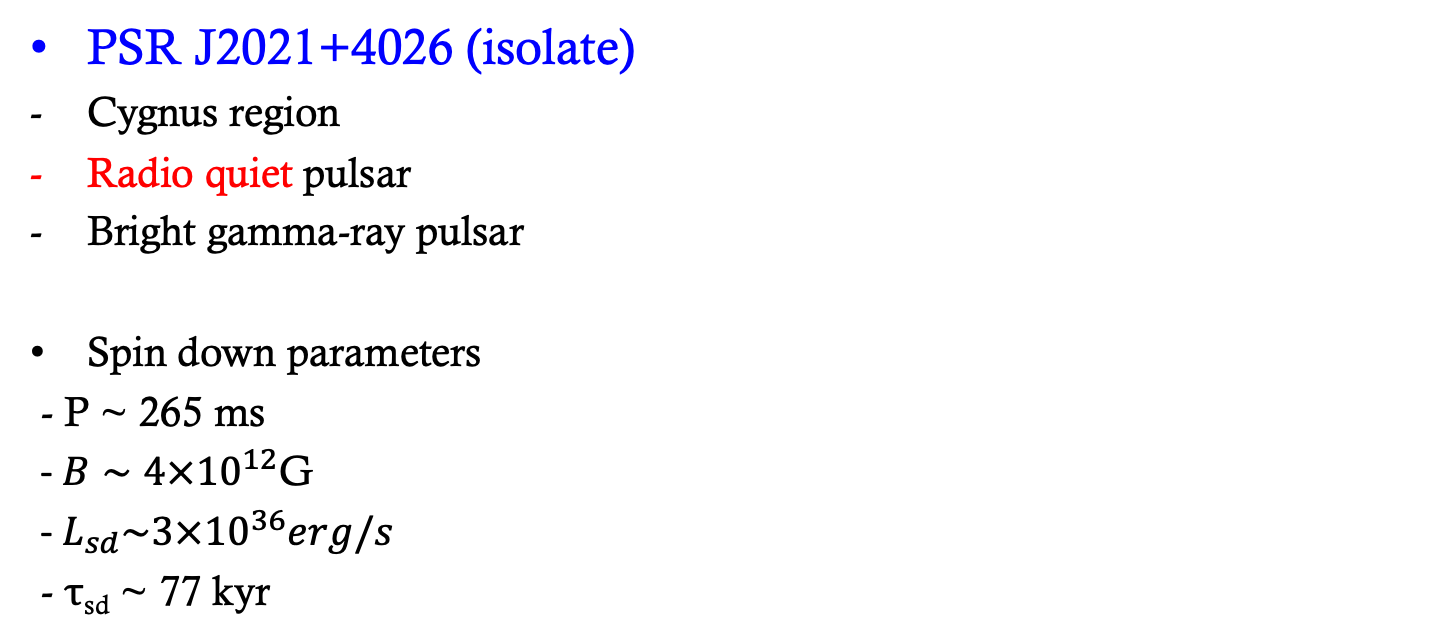 • PSR J2021+4026 (isolate)
- Cygnus region
- Radio quiet pulsar
- Bright gamma-ray pulsar
• Spin down parameters
- P ~ 265 ms
- B ~ 4×10¹²G
- L_sd~3×10³⁶erg/s
- τ_sd ~ 77 kyr